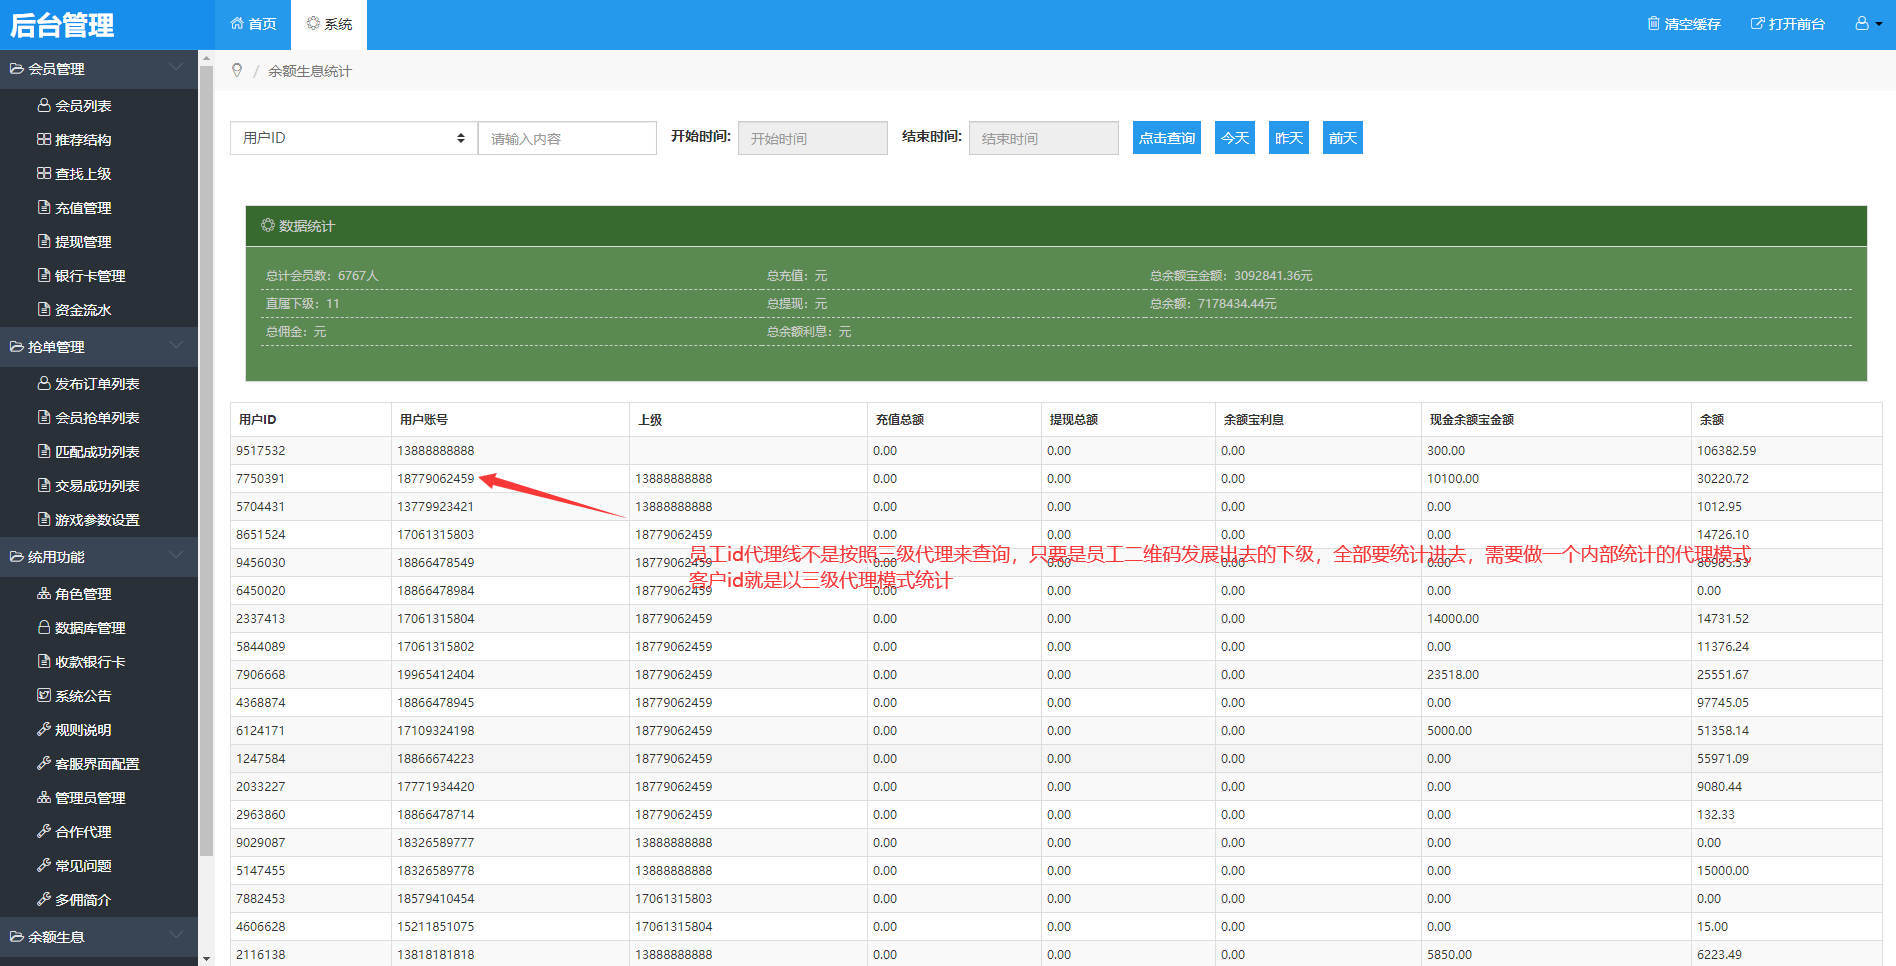 后台管理
首页
系统
清空缓存
打开前台
会员管理
会员列表
推荐结构
查找上级
充值管理
提现管理
银行卡管理
资金流水
抢单管理
发布订单列表
会员抢单列表
匹配成功列表
交易成功列表
游戏参数设置
统用功能
角色管理
数据库管理
收款银行卡
系统公告
规则说明
客服界面配置
管理员管理
合作代理
常见问题
多佣简介
余额生息
/ 余额生息统计
用户ID 请输入内容 开始时间: 开始时间 结束时间: 结束时间 点击查询 今天 昨天 前天
数据统计
总计会员数：6767人 总充值：元 总余额宝金额：3092841.36元
直属下级：11 总提现：元 总余额：7178434.44元
总佣金：元 总余额利息：元
用户ID 用户账号 上级 充值总额 提现总额 余额宝利息 现金余额宝金额 余额
9517532 13888888888 0.00 0.00 0.00 300.00 106382.59
7750391 18779062459 13888888888 0.00 0.00 0.00 10100.00 30220.72
5704431 13779923421 13888888888 0.00 0.00 0.00 0.00 1012.95
8651524 17061315803 18779062459 0.00 0.00 0.00 0.00 14726.10
员工id代理线不是按照三级代理来查询，只要是员工二维码发展出去的下级，全部要统计进去，需要做一个内部统计的代理模式
9456030 18866478549 18779062459 0.00 0.00 0.00 0.00 80985.53
客户id就是以三级代理模式统计
6450020 18866478984 18779062459 0.00 0.00 0.00 0.00 0.00
2337413 17061315804 18779062459 0.00 0.00 0.00 14000.00 14731.52
5844089 17061315802 18779062459 0.00 0.00 0.00 0.00 11376.24
7906668 19965412404 18779062459 0.00 0.00 0.00 23518.00 25551.67
4368874 18866478945 18779062459 0.00 0.00 0.00 0.00 97745.05
6124171 17109324198 18779062459 0.00 0.00 0.00 5000.00 51358.14
1247584 18866674223 18779062459 0.00 0.00 0.00 0.00 55971.09
2033227 17771934420 18779062459 0.00 0.00 0.00 0.00 9080.44
2963860 18866478714 18779062459 0.00 0.00 0.00 0.00 132.33
9029087 18326589777 13888888888 0.00 0.00 0.00 0.00 0.00
5147455 18326589778 13888888888 0.00 0.00 0.00 0.00 15000.00
7882453 18579410454 17061315803 0.00 0.00 0.00 0.00 0.00
4606628 15211851075 17061315804 0.00 0.00 0.00 0.00 15.00
2116138 13818181818 13888888888 0.00 0.00 0.00 5850.00 6223.49